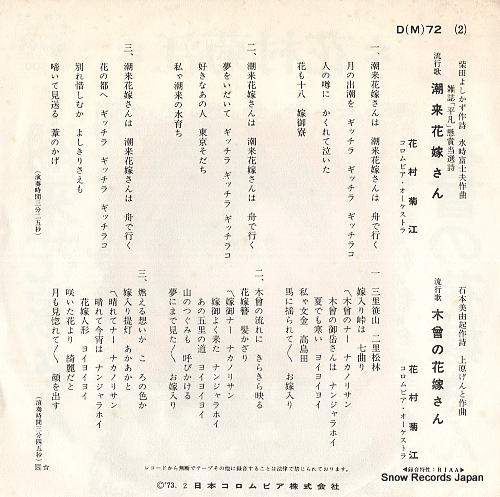 D(M)72 (2)
柴田よしかず作詩 水時富士夫作曲
雑誌「平凡」懸賞当選詩
流行歌 潮来花嫁さん
花村菊江
コロムビア・オーケストラ
一、潮来花嫁さんは 潮来花嫁さんは 舟で行く
月の出潮を ギッチラ ギッチラ ギッチラコ
人の噂に かくれて泣いた
花も十八 嫁御寮
二、潮来花嫁さんは 潮来花嫁さんは 舟で行く
夢をいだいて ギッチラ ギッチラ ギッチラコ
好きなあの人 東京そだち
私ゃ潮来の水育ち
三、潮来花嫁さんは 潮来花嫁さんは 舟で行く
花の都へ ギッチラ ギッチラ ギッチラコ
別れ惜しむか よしきりさえも
啼いて見送る 葦のかげ
(演奏時間三分二五秒)
石本美由起作詩 上原げんと作曲
流行歌 木曽の花嫁さん
花村菊江
コロムビア・オーケストラ
一 三里笹山 二里松林
嫁入り峠は 七曲り
〽木曽のナー ナカノリサン
木曽の御岳さんは ナンジャラホイ
夏でも寒い ヨイヨイヨイ
私ゃ文金 高島田
馬に揺られて〳〵 お嫁入り
二、木曽の流れに きらきら映る
花嫁簪 髪かざり
〽嫁御ナー ナカノリサン
嫁御よく来た ナンジャラホイ
あの五里の道 ヨイヨイヨイ
山のつぐみも 呼びかける
夢にまで見た〳〵 お嫁入り
三、燃える想いか こゝろの色か
嫁入り提灯 あかあかと
〽晴れてナー ナカノリサン
晴れて今宵は ナンジャラホイ
花嫁人形 ヨイヨイヨイ
咲いた花より 綺麗だと
月も見惚れて〳〵 顔を出す
(演奏時間三分四五秒)
◀録音特性:RIAA▶
レコードから無断でテープその他に録音することは法律で禁じられております。
©'73. 2 日本コロムビア株式会社
Snow Records Japan